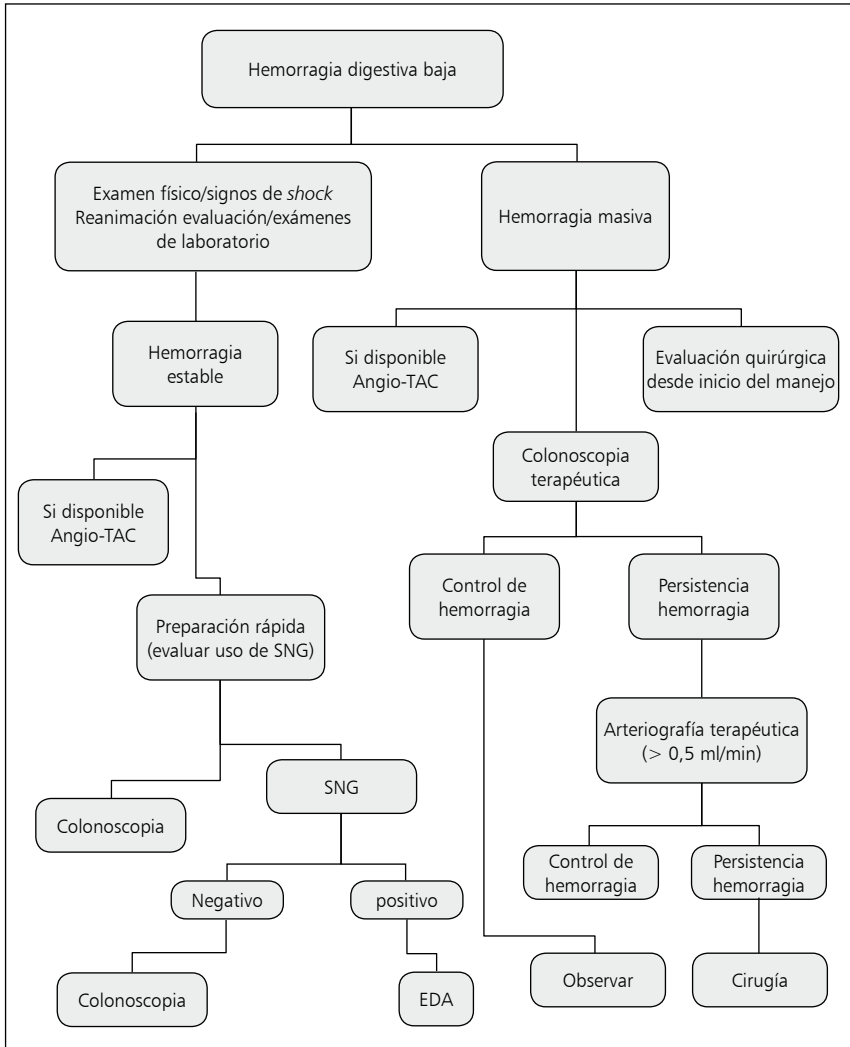 Hemorragia digestiva baja
Examen físico/signos de shock
Reanimación evaluación/exámenes
de laboratorio
Hemorragia masiva
Hemorragia
estable
Si disponible
Angio-TAC
Evaluación quirúrgica
desde inicio del manejo
Colonoscopia
terapéutica
Si disponible
Angio-TAC
Control de
hemorragia
Persistencia
hemorragia
Preparación rápida
(evaluar uso de SNG)
Arteriografía terapéutica
(> 0,5 ml/min)
SNG
Colonoscopia
Control de
hemorragia
Persistencia
hemorragia
Negativo
positivo
Colonoscopia
EDA
Observar
Cirugía